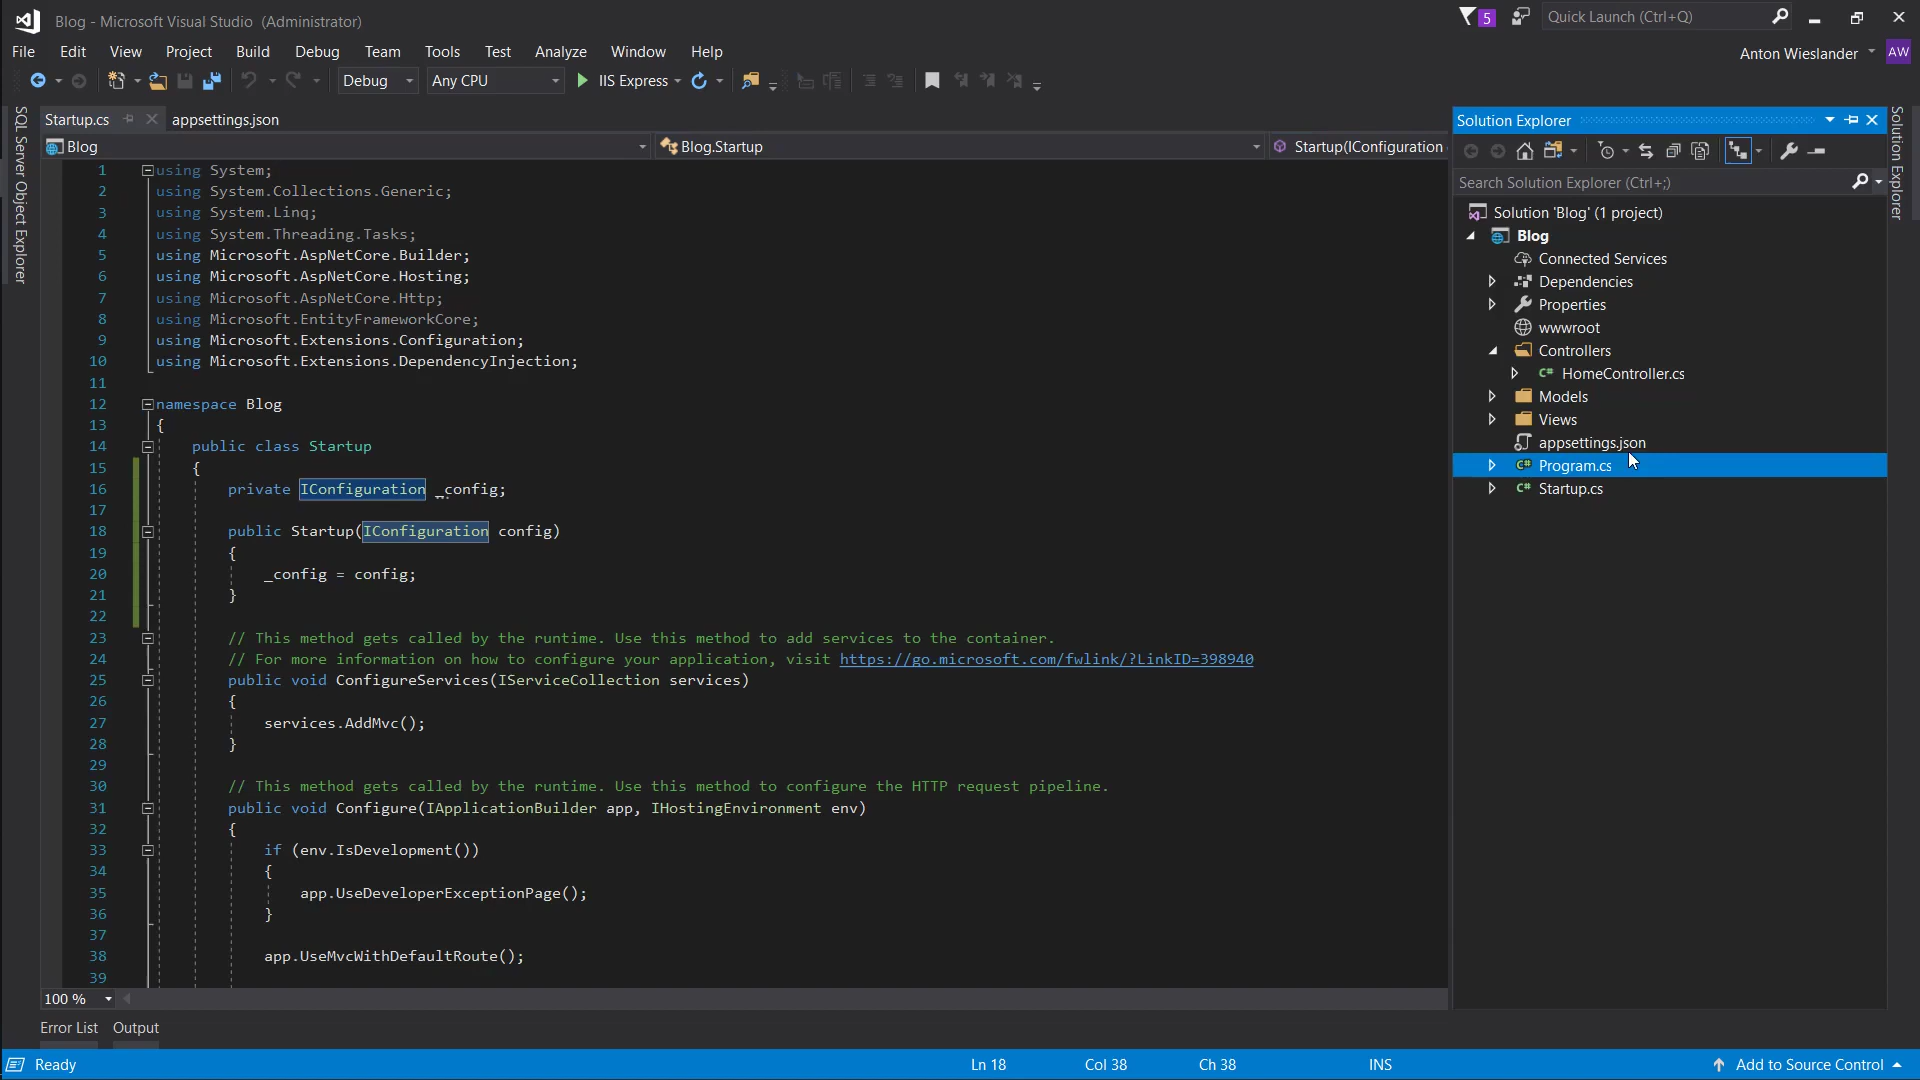 Blog - Microsoft Visual Studio (Administrator)
5
Quick Launch (Ctrl+Q)
File Edit View Project Build Debug Team Tools Test Analyze Window Help
Anton Wieslander AW
Debug Any CPU IIS Express
SQL Server Object Explorer
Startup.cs appsettings.json
Blog Blog.Startup Startup(IConfiguration
1 using System;
2 using System.Collections.Generic;
3 using System.Linq;
4 using System.Threading.Tasks;
5 using Microsoft.AspNetCore.Builder;
6 using Microsoft.AspNetCore.Hosting;
7 using Microsoft.AspNetCore.Http;
8 using Microsoft.EntityFrameworkCore;
9 using Microsoft.Extensions.Configuration;
10 using Microsoft.Extensions.DependencyInjection;
11
12 namespace Blog
13 {
14 public class Startup
15 {
16 private IConfiguration _config;
17
18 public Startup(IConfiguration config)
19 {
20 _config = config;
21 }
22
23 // This method gets called by the runtime. Use this method to add services to the container.
24 // For more information on how to configure your application, visit https://go.microsoft.com/fwlink/?LinkID=398940
25 public void ConfigureServices(IServiceCollection services)
26 {
27 services.AddMvc();
28 }
29
30 // This method gets called by the runtime. Use this method to configure the HTTP request pipeline.
31 public void Configure(IApplicationBuilder app, IHostingEnvironment env)
32 {
33 if (env.IsDevelopment())
34 {
35 app.UseDeveloperExceptionPage();
36 }
37
38 app.UseMvcWithDefaultRoute();
39
100 %
Error List Output
Solution Explorer
Search Solution Explorer (Ctrl+;)
Solution 'Blog' (1 project)
Blog
Connected Services
Dependencies
Properties
wwwroot
Controllers
C# HomeController.cs
Models
Views
appsettings.json
C# Program.cs
C# Startup.cs
Solution Explorer
Ready Ln 18 Col 38 Ch 38 INS Add to Source Control